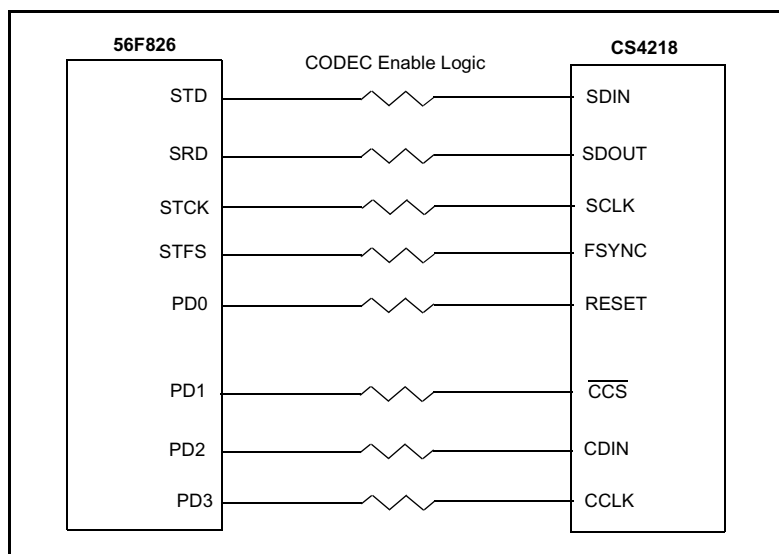 56F826
CODEC Enable Logic
CS4218
STD
SDIN
SRD
SDOUT
STCK
SCLK
STFS
FSYNC
PD0
RESET
PD1
CCS
PD2
CDIN
PD3
CCLK